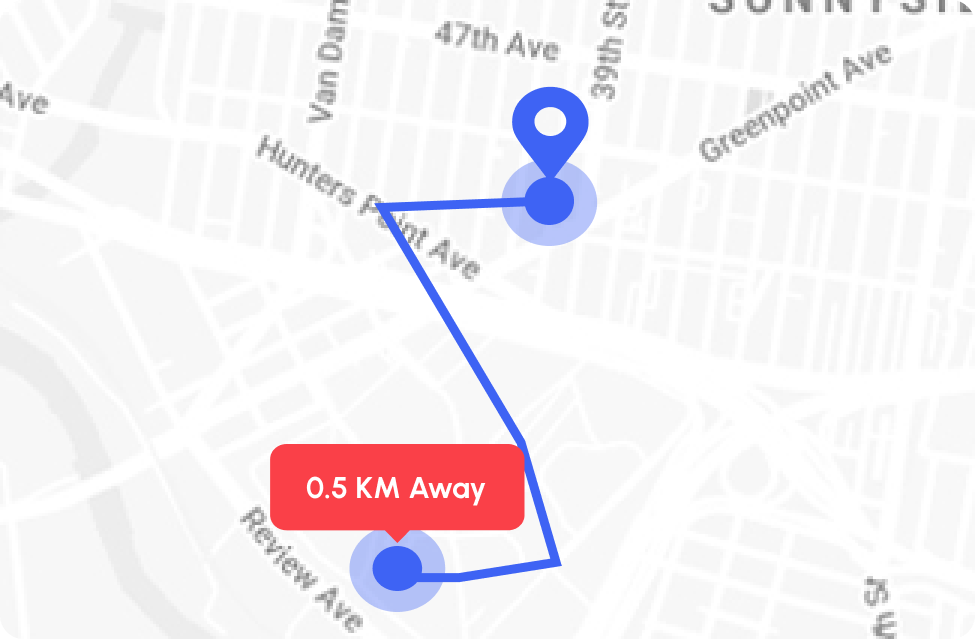 47th Ave
Van Dam
39th St
Greenpoint Ave
Ave
Hunters Point Ave
0.5 KM Away
Review Ave